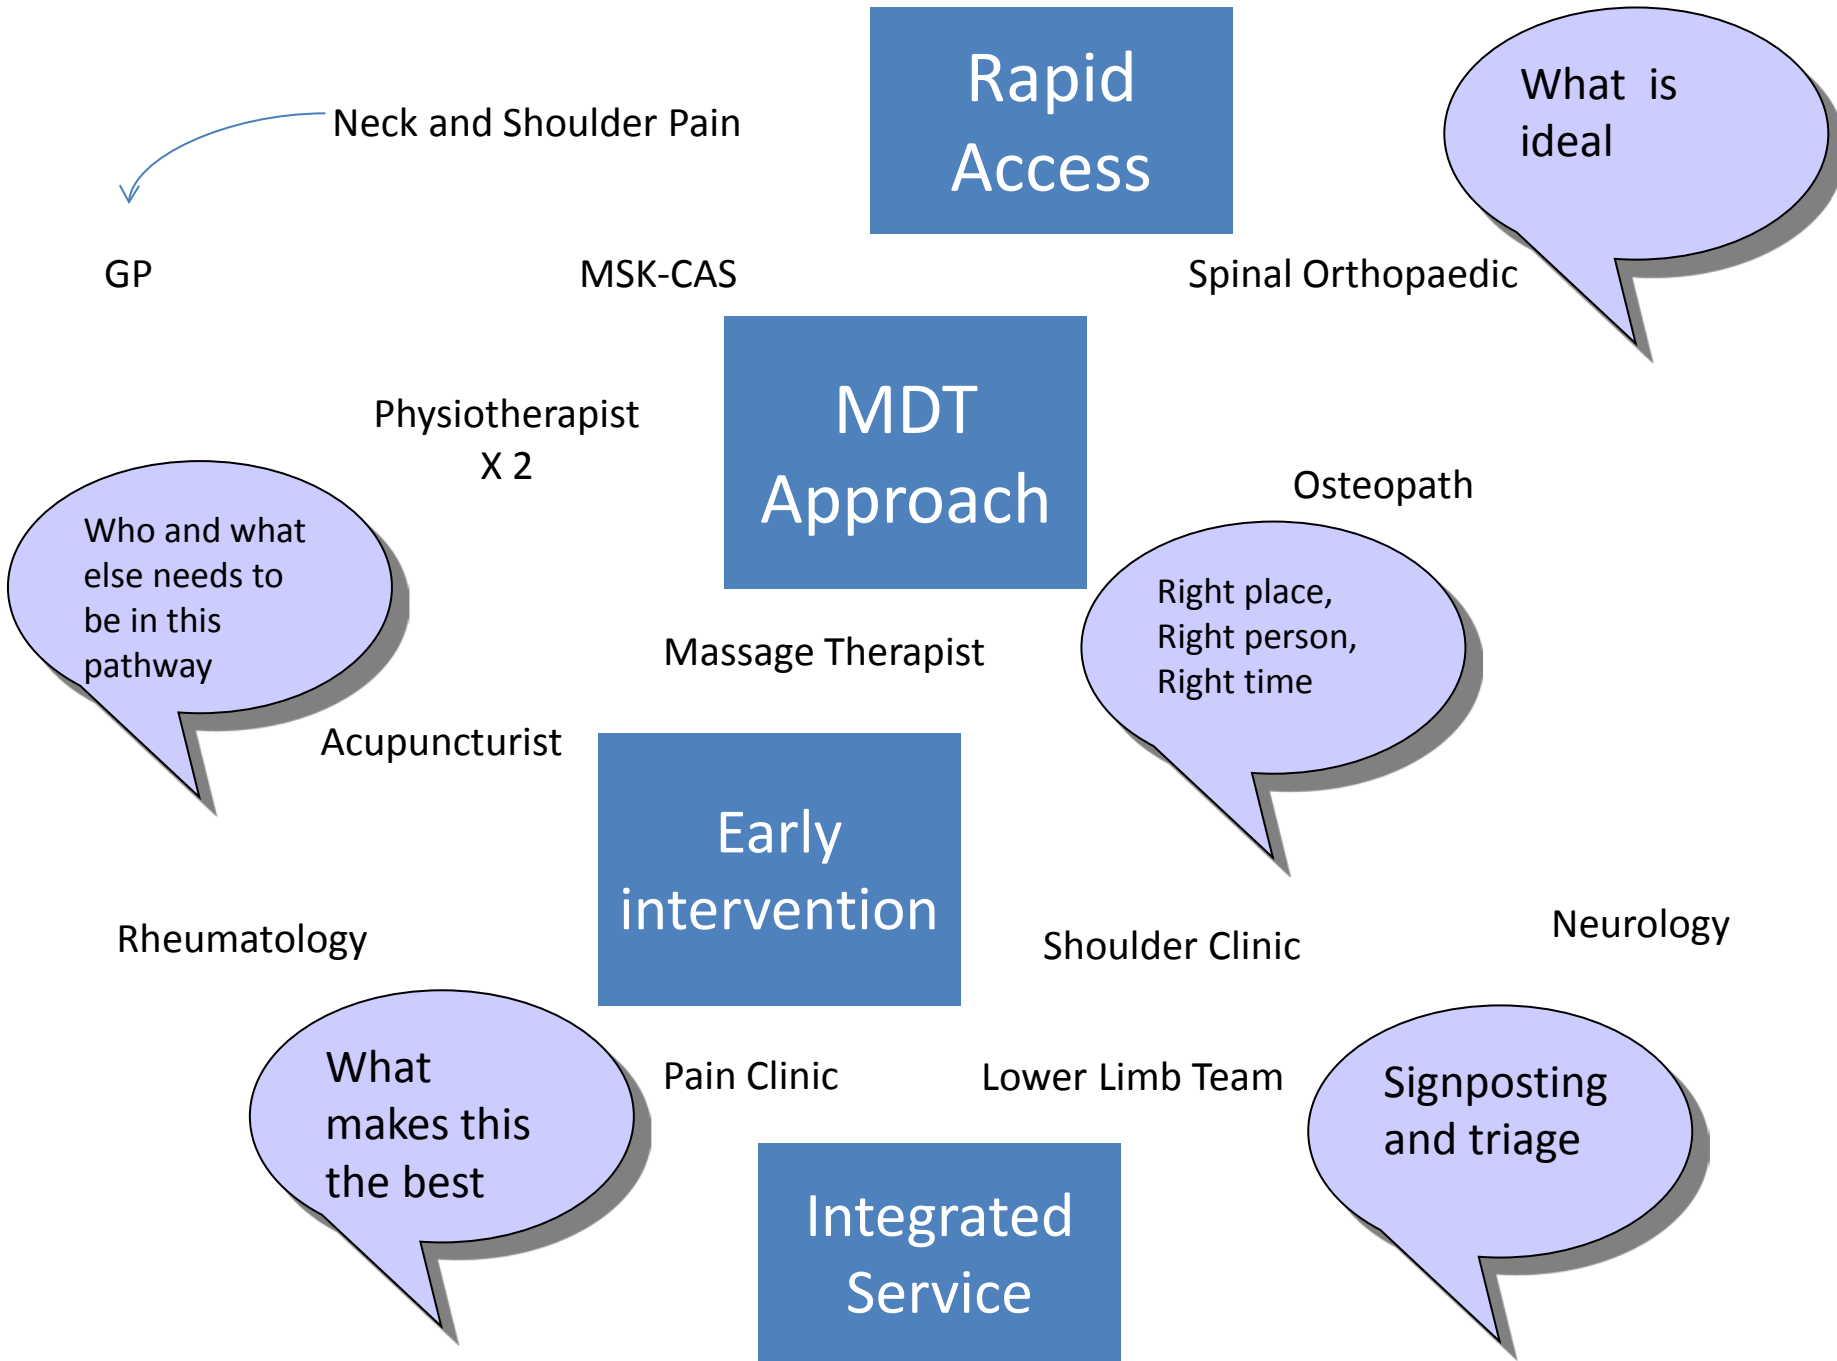 Rapid
Access
What is
ideal
Neck and Shoulder Pain
GP
MSK-CAS
Spinal Orthopaedic
MDT
Approach
Physiotherapist
X 2
Osteopath
Who and what
else needs to
be in this
pathway
Right place,
Right person,
Right time
Massage Therapist
Acupuncturist
Early
intervention
Rheumatology
Shoulder Clinic
Neurology
What
makes this
the best
Pain Clinic
Lower Limb Team
Signposting
and triage
Integrated
Service